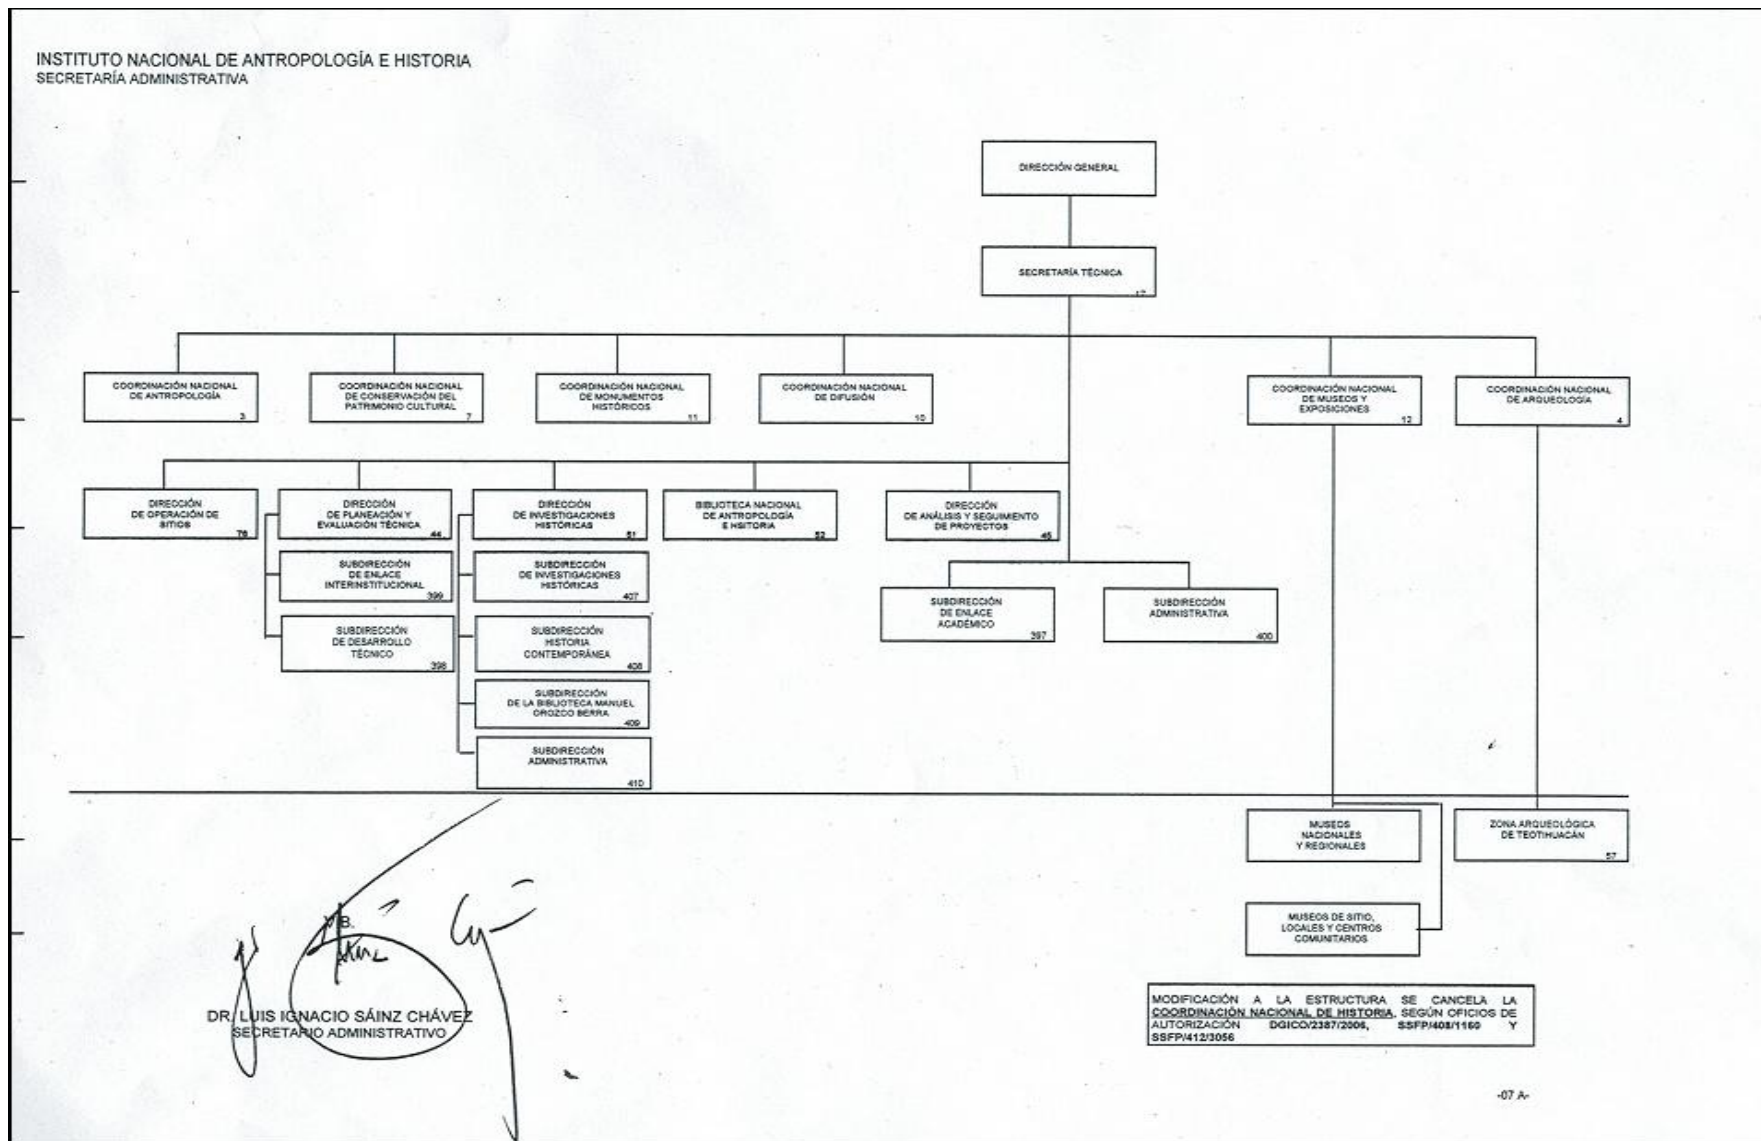 INSTITUTO NACIONAL DE ANTROPOLOGÍA E HISTORIA
SECRETARÍA ADMINISTRATIVA
DIRECCIÓN GENERAL
SECRETARÍA TÉCNICA
17
COORDINACIÓN NACIONAL
DE ANTROPOLOGÍA
3
COORDINACIÓN NACIONAL
DE CONSERVACIÓN DEL
PATRIMONIO CULTURAL
7
COORDINACIÓN NACIONAL
DE MONUMENTOS
HISTÓRICOS
11
COORDINACIÓN NACIONAL
DE DIFUSIÓN
10
COORDINACIÓN NACIONAL
DE MUSEOS Y
EXPOSICIONES
12
COORDINACIÓN NACIONAL
DE ARQUEOLOGÍA
4
DIRECCIÓN
DE OPERACIÓN DE
SITIOS
DIRECCIÓN
DE PLANEACIÓN Y
EVALUACIÓN TÉCNICA
44
DIRECCIÓN
DE INVESTIGACIONES
HISTÓRICAS
51
BIBLIOTECA NACIONAL
DE ANTROPOLOGÍA
E HSITORIA
52
DIRECCIÓN
DE ANÁLISIS Y SEGUIMIENTO
DE PROYECTOS
45
SUBDIRECCIÓN
DE ENLACE
INTERINSTITUCIONAL
399
SUBDIRECCIÓN
DE INVESTIGACIONES
HISTÓRICAS
407
SUBDIRECCIÓN
DE ENLACE
ACADÉMICO
397
SUBDIRECCIÓN
ADMINISTRATIVA
400
SUBDIRECCIÓN
DE DESARROLLO
TÉCNICO
398
SUBDIRECCIÓN
HISTORIA
CONTEMPORÁNEA
408
SUBDIRECCIÓN
DE LA BIBLIOTECA MANUEL
OROZCO BERRA
409
SUBDIRECCIÓN
ADMINISTRATIVA
410
MUSEOS
NACIONALES
Y REGIONALES
ZONA ARQUEOLÓGICA
DE TEOTIHUACÁN
57
MUSEOS DE SITIO,
LOCALES Y CENTROS
COMUNITARIOS
DR. LUIS IGNACIO SÁINZ CHÁVEZ
SECRETARIO ADMINISTRATIVO
MODIFICACIÓN A LA ESTRUCTURA SE CANCELA LA
COORDINACIÓN NACIONAL DE HISTORIA, SEGÚN OFICIOS DE
AUTORIZACIÓN DGICO/2387/2006, SSFP/408/1160 Y
SSFP/412/3056
-07 A-